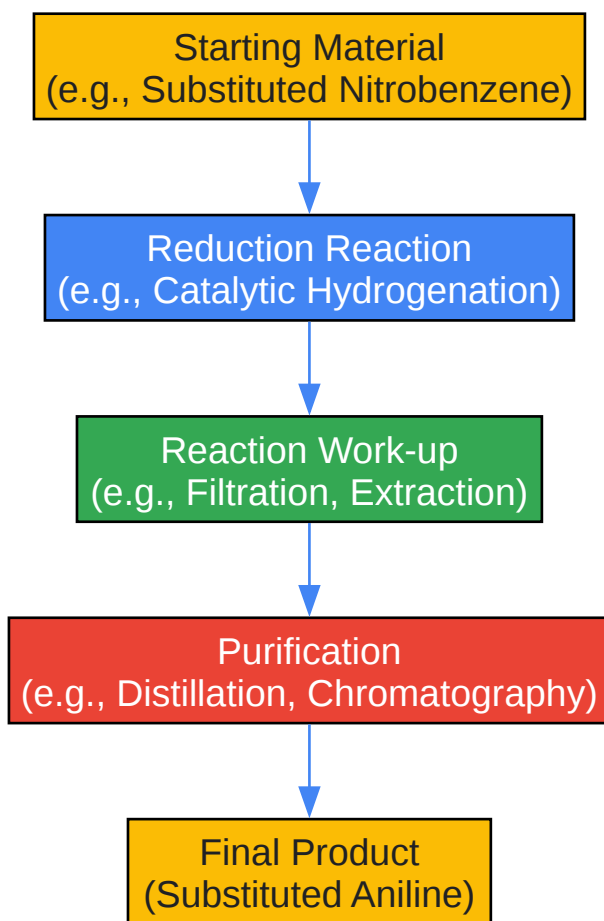 Starting Material
(e.g., Substituted Nitrobenzene)
Reduction Reaction
(e.g., Catalytic Hydrogenation)
Reaction Work-up
(e.g., Filtration, Extraction)
Purification
(e.g., Distillation, Chromatography)
Final Product
(Substituted Aniline)